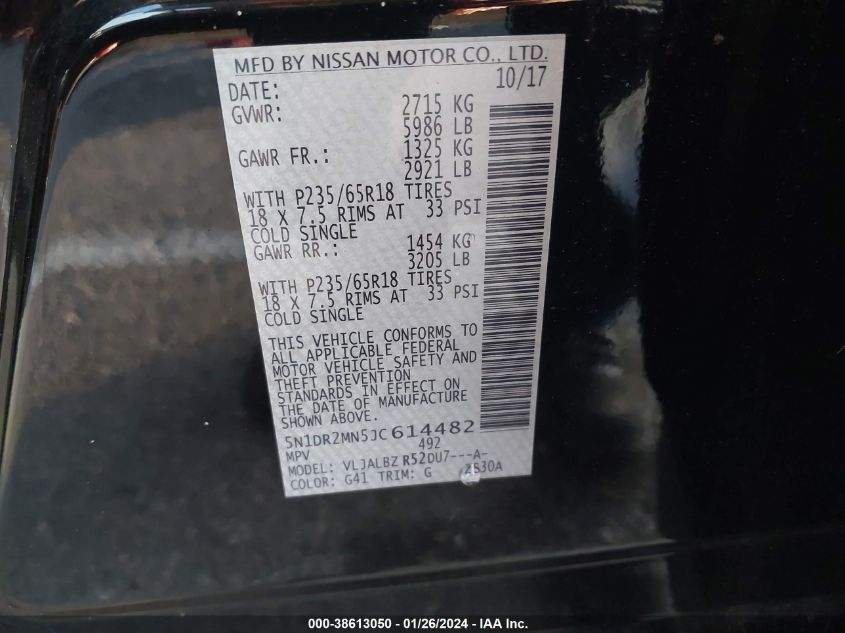 MFD BY NISSAN MOTOR CO., LTD.
DATE: 10/17
GVWR: 2715 KG
5986 LB
GAWR FR.: 1325 KG
2921 LB
WITH P235/65R18 TIRES
18 X 7.5 RIMS AT 33 PSI
COLD SINGLE
GAWR RR.: 1454 KG
3205 LB
WITH P235/65R18 TIRES
18 X 7.5 RIMS AT 33 PSI
COLD SINGLE
THIS VEHICLE CONFORMS TO
ALL APPLICABLE FEDERAL
MOTOR VEHICLE SAFETY AND
THEFT PREVENTION
STANDARDS IN EFFECT ON
THE DATE OF MANUFACTURE
SHOWN ABOVE.
5N1DR2MN5JC614482
MPV 492
MODEL: VLJALBZ R52DU7---A-
COLOR: G41 TRIM: G
000-38613050 - 01/26/2024 - IAA Inc.